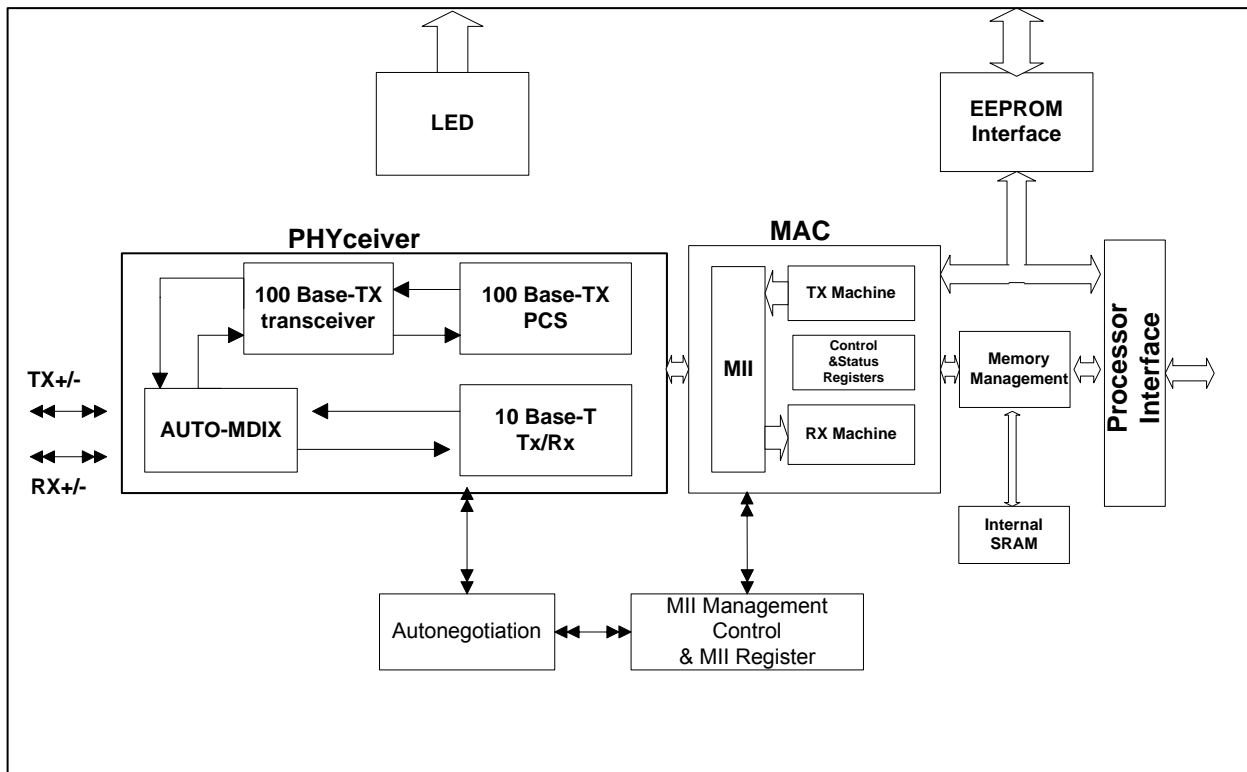 LED
EEPROM
Interface
PHYceiver
MAC
100 Base-TX
transceiver
100 Base-TX
PCS
TX+/-
RX+/-
AUTO-MDIX
10 Base-T
Tx/Rx
MII
TX Machine
Control
&Status
Registers
RX Machine
Memory
Management
Internal
SRAM
Processor
Interface
Autonegotiation
MII Management
Control
& MII Register